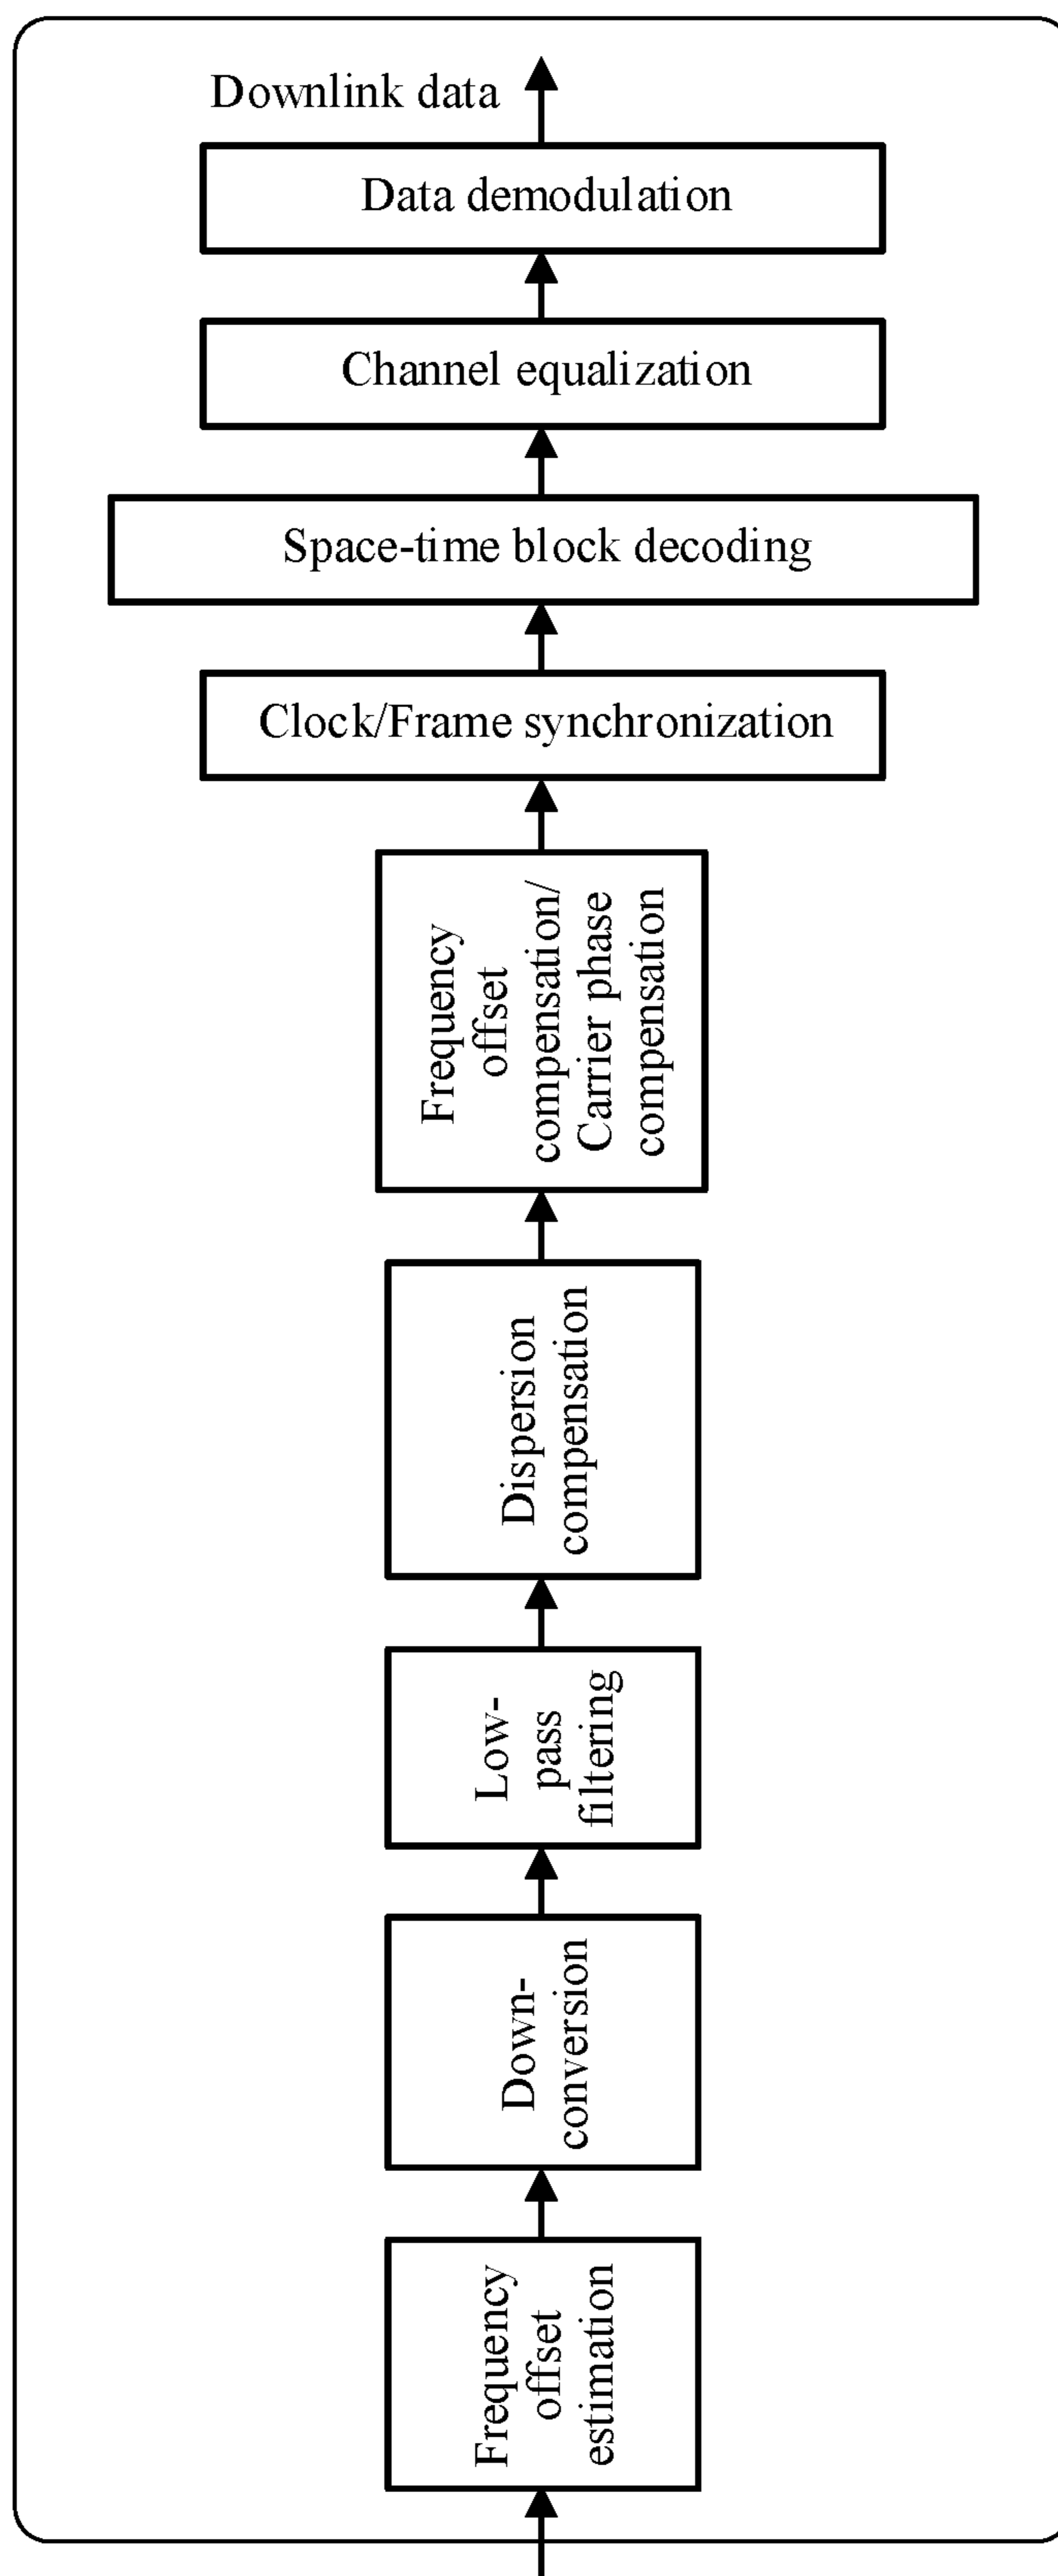 Downlink data
Data demodulation
Channel equalization
Space-time block decoding
Clock/Frame synchronization
Frequency
offset
compensation/
Carrier phase
compensation
Dispersion
compensation
Low-
pass
filtering
Down-
conversion
Frequency
offset
estimation